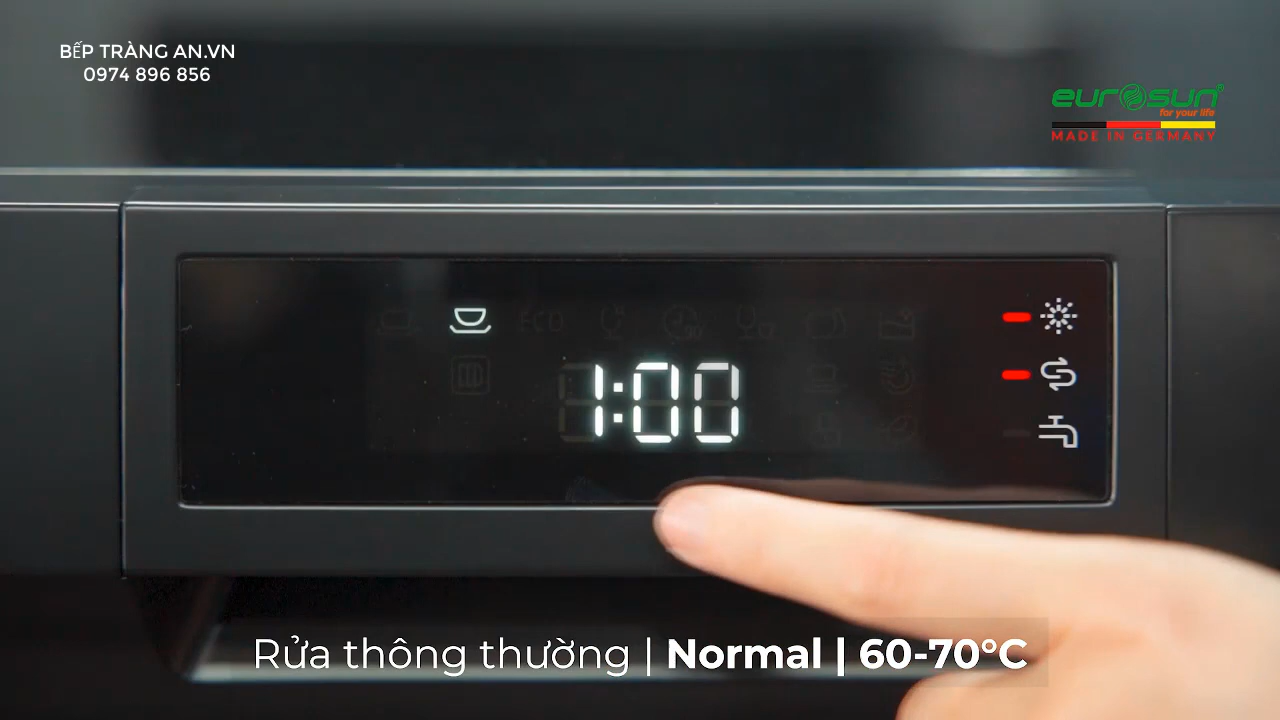 BẾP TRÀNG AN.VN
0974 896 856
eurosun
for your life
MADE IN GERMANY
ECO
1:00
Rửa thông thường | Normal | 60-70°C